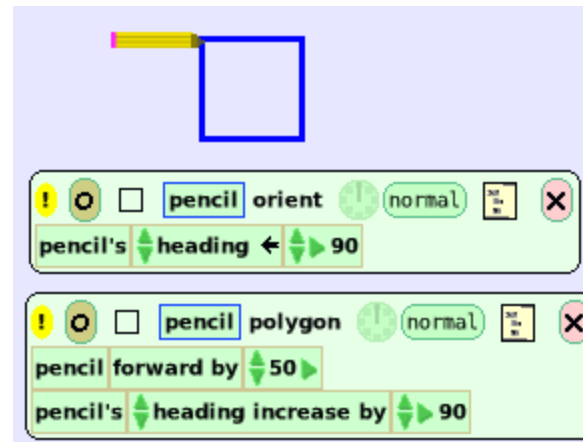 ! O pencil orient normal X
pencil's heading ← 90
! O pencil polygon normal X
pencil forward by 50
pencil's heading increase by 90